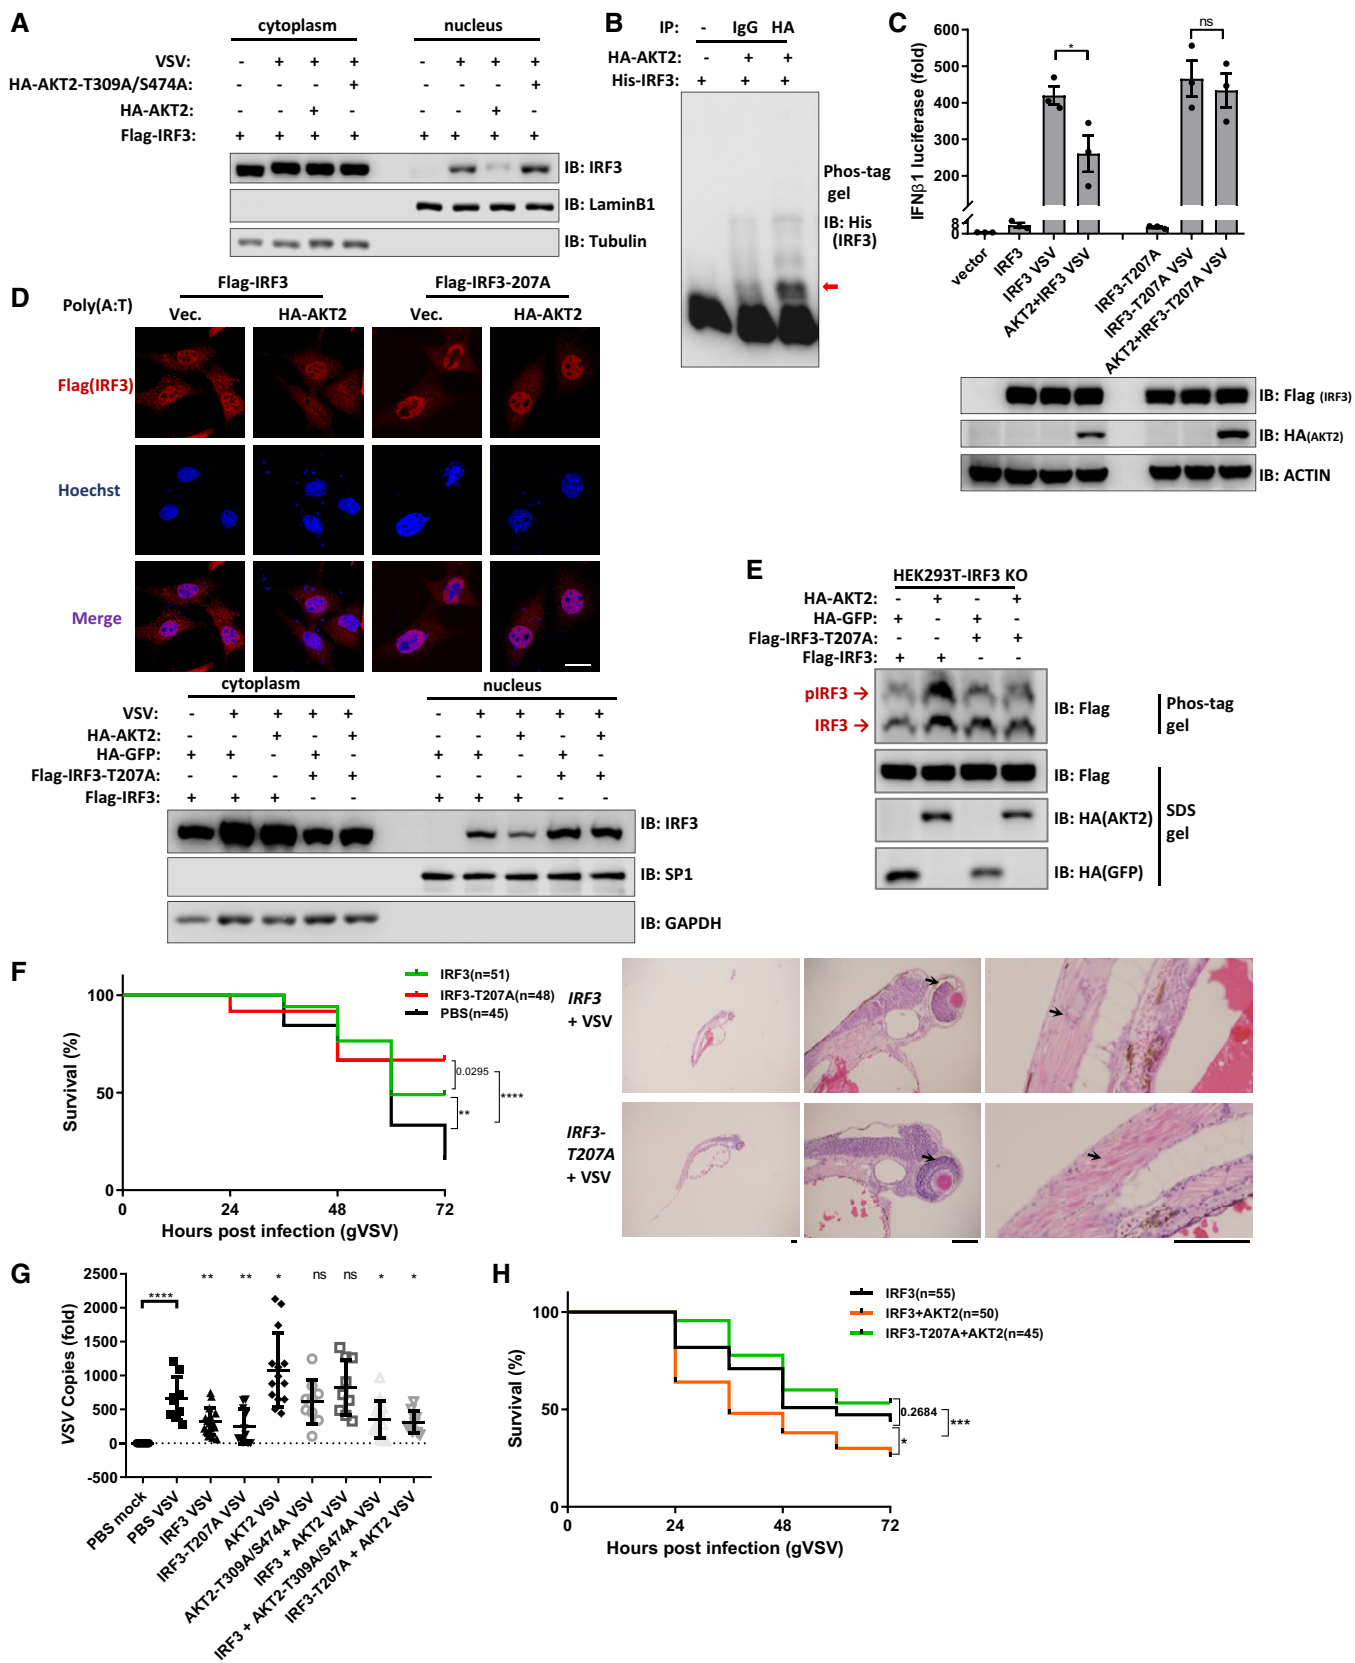 A
cytoplasm nucleus
VSV: - + + + - + + +
HA-AKT2-T309A/S474A: - - - + - - - +
HA-AKT2: - - + - - - + -
Flag-IRF3: + + + + + + + +
IB: IRF3
IB: LaminB1
IB: Tubulin
B
IP: - IgG HA
HA-AKT2: - + +
His-IRF3: + + +
Phos-tag
gel
IB: His
(IRF3)
C
IFNβ1 luciferase (fold)
600
500
400
300
200
8
0
* ns
vector
IRF3
IRF3 VSV
AKT2+IRF3 VSV
IRF3-T207A
IRF3-T207A VSV
AKT2+IRF3-T207A VSV
IB: Flag (IRF3)
IB: HA(AKT2)
IB: ACTIN
D
Flag-IRF3 Flag-IRF3-207A
Poly(A:T)
Vec. HA-AKT2 Vec. HA-AKT2
Flag(IRF3)
Hoechst
Merge
cytoplasm nucleus
VSV: - + + + + - + + + +
HA-AKT2: - - + - + - - + - +
HA-GFP: + + - + - + + - + -
Flag-IRF3-T207A: - - - + + - - - + +
Flag-IRF3: + + + - - + + + - -
IB: IRF3
IB: SP1
IB: GAPDH
E
HEK293T-IRF3 KO
HA-AKT2: - + - +
HA-GFP: + - + -
Flag-IRF3-T207A: - - + +
Flag-IRF3: + + - -
pIRF3 →
IRF3 →
IB: Flag
Phos-tag
gel
IB: Flag
IB: HA(AKT2)
IB: HA(GFP)
SDS
gel
F
Survival (%)
100
50
0
0 24 48 72
Hours post infection (gVSV)
IRF3(n=51)
IRF3-T207A(n=48)
PBS(n=45)
0.0295
**
****
IRF3
+ VSV
IRF3-
T207A
+ VSV
G
VSV Copies (fold)
2500
2000
1500
1000
500
0
-500
**** ** ** * ns ns * *
PBS mock
PBS VSV
IRF3 VSV
IRF3-T207A VSV
AKT2 VSV
AKT2-T309A/S474A VSV
IRF3 + AKT2 VSV
IRF3 + AKT2-T309A/S474A VSV
IRF3-T207A + AKT2 VSV
H
Survival (%)
100
50
0
0 24 48 72
Hours post infection (gVSV)
IRF3(n=55)
IRF3+AKT2(n=50)
IRF3-T207A+AKT2(n=45)
0.2684
*
***